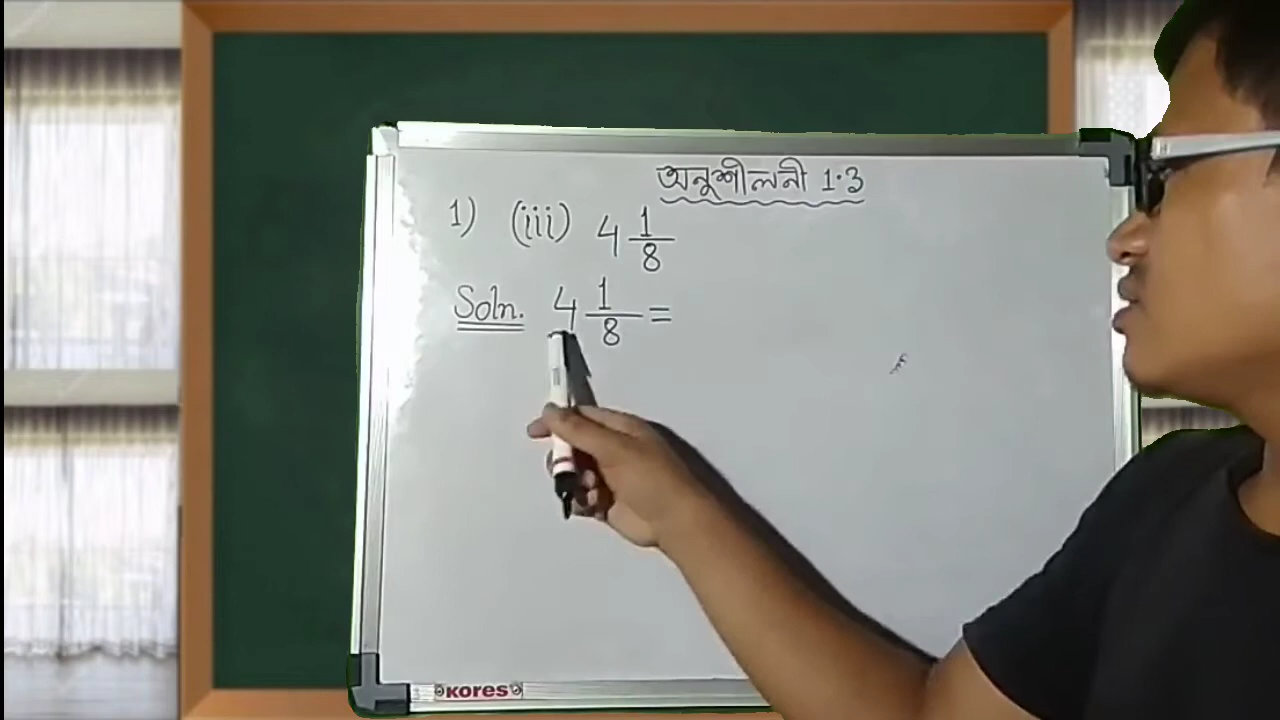 অনুশীলনী 1.3
1) (iii) 4 1/8
Soln. 4 1/8 =
KORES